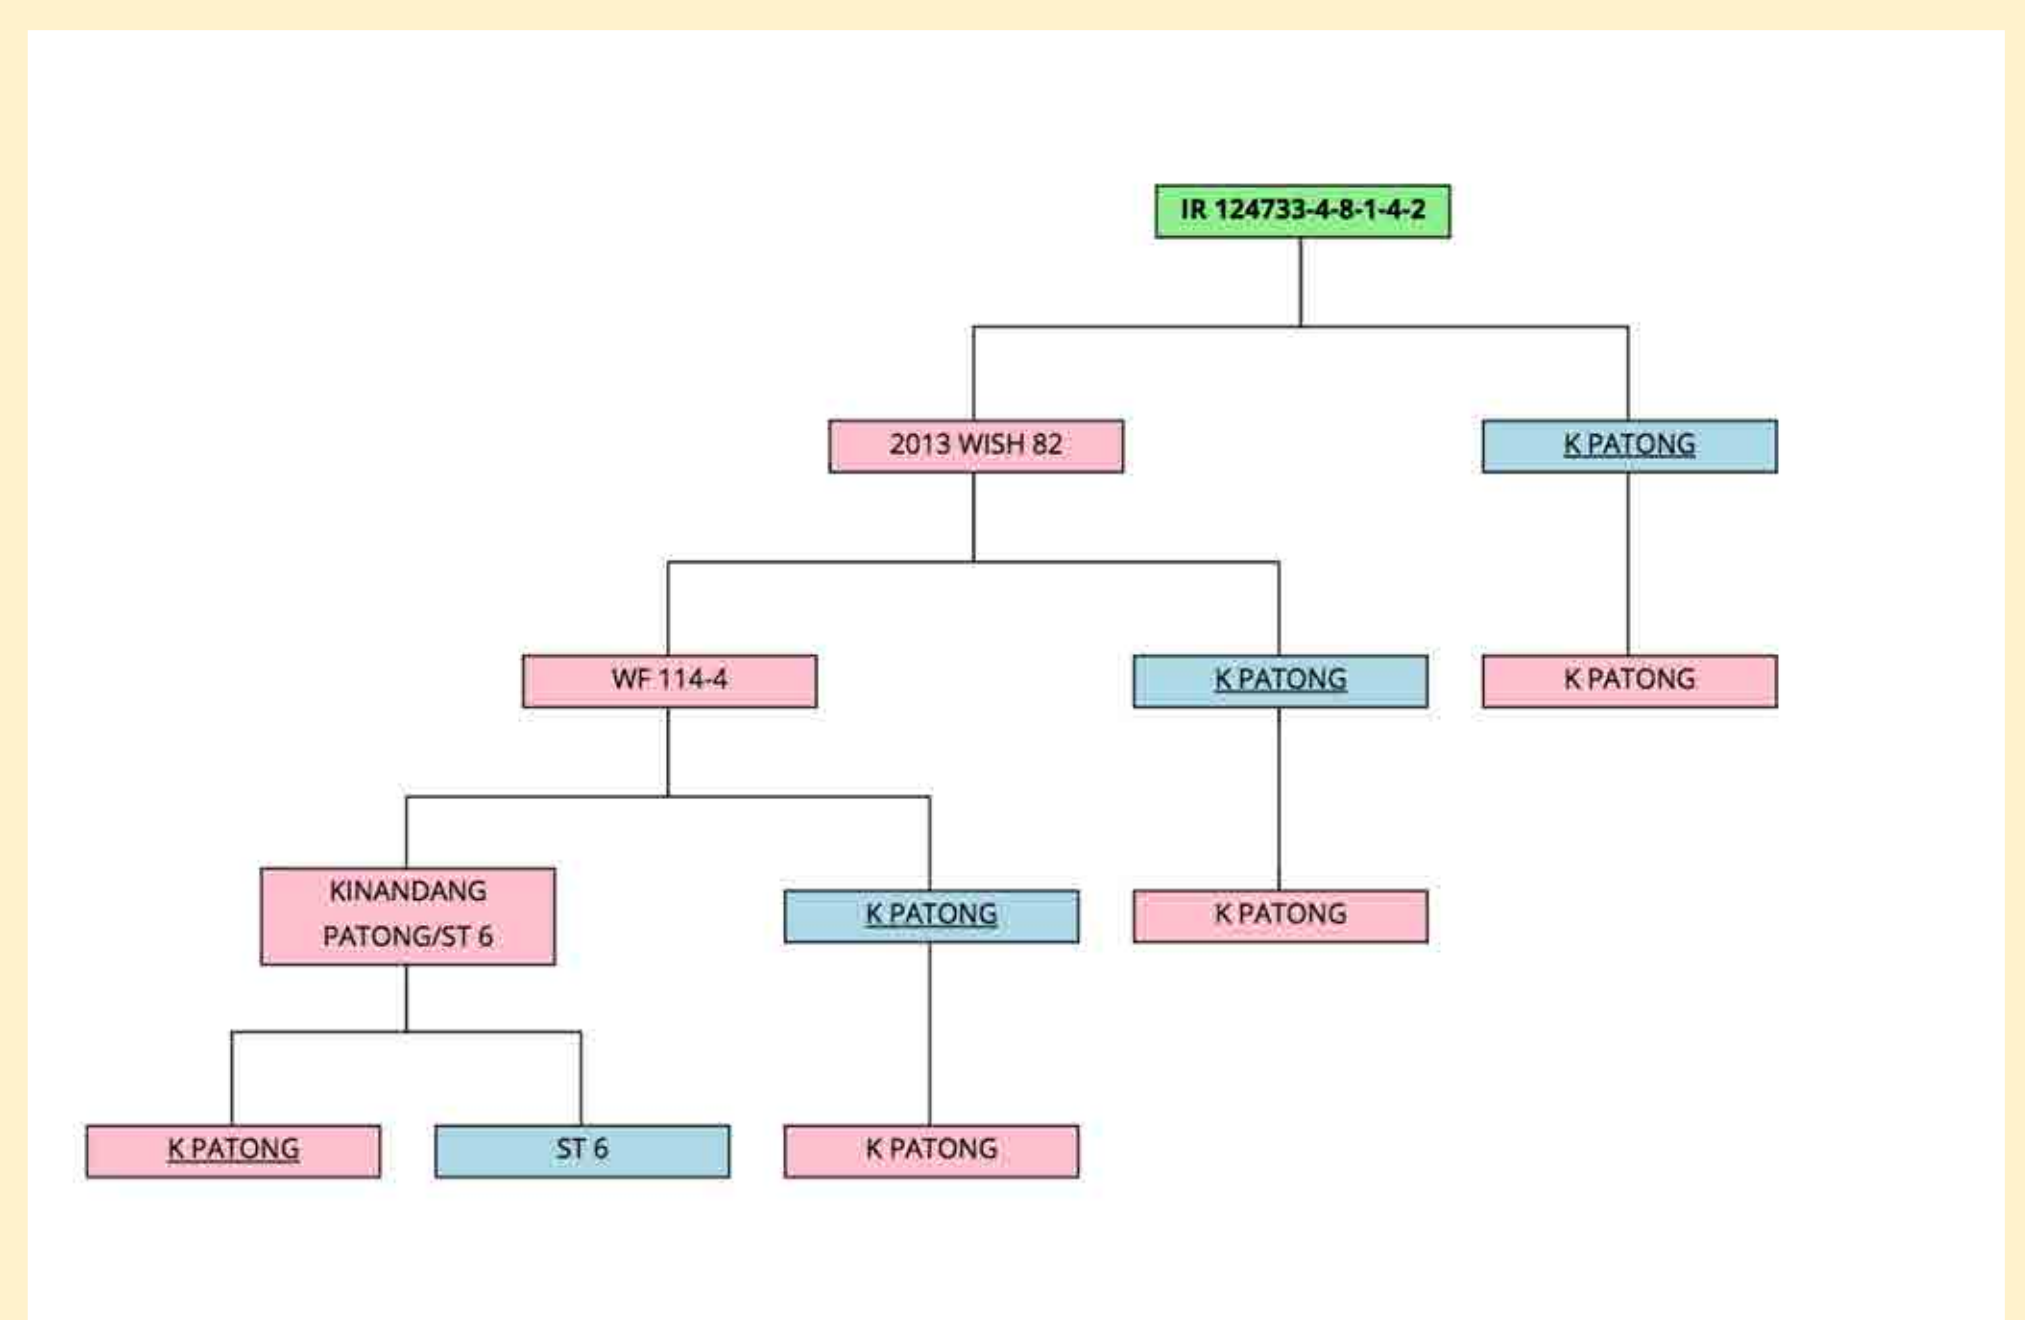 IR 124733-4-8-1-4-2
2013 WISH 82
K PATONG
WF 114-4
K PATONG
K PATONG
KINANDANG
PATONG/ST 6
K PATONG
K PATONG
K PATONG
ST 6
K PATONG